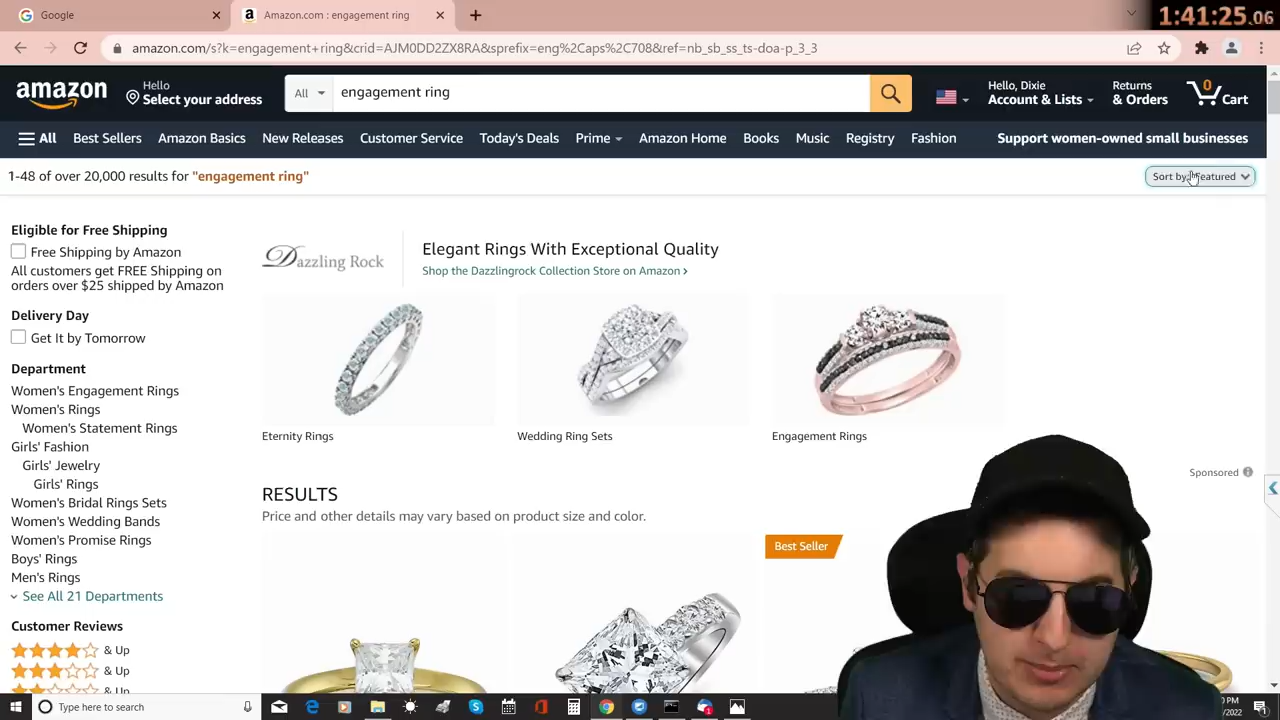 Google
Amazon.com : engagement ring
1:41:25.06
amazon.com/s?k=engagement+ring&crid=AJM0DD2ZX8RA&sprefix=eng%2Caps%2C708&ref=nb_sb_ss_ts-doa-p_3_3
amazon
Hello
Select your address
All
engagement ring
Hello, Dixie
Account & Lists
Returns
& Orders
0
Cart
All
Best Sellers
Amazon Basics
New Releases
Customer Service
Today's Deals
Prime
Amazon Home
Books
Music
Registry
Fashion
Support women-owned small businesses
1-48 of over 20,000 results for "engagement ring"
Sort by: Featured
Eligible for Free Shipping
Free Shipping by Amazon
All customers get FREE Shipping on
orders over $25 shipped by Amazon
Delivery Day
Get It by Tomorrow
Department
Women's Engagement Rings
Women's Rings
Women's Statement Rings
Girls' Fashion
Girls' Jewelry
Girls' Rings
Women's Bridal Rings Sets
Women's Wedding Bands
Women's Promise Rings
Boys' Rings
Men's Rings
See All 21 Departments
Customer Reviews
& Up
& Up
& Up
Dazzling Rock
Elegant Rings With Exceptional Quality
Shop the Dazzlingrock Collection Store on Amazon ›
Eternity Rings
Wedding Ring Sets
Engagement Rings
Sponsored
RESULTS
Price and other details may vary based on product size and color.
Best Seller
Type here to search
PM
/2022